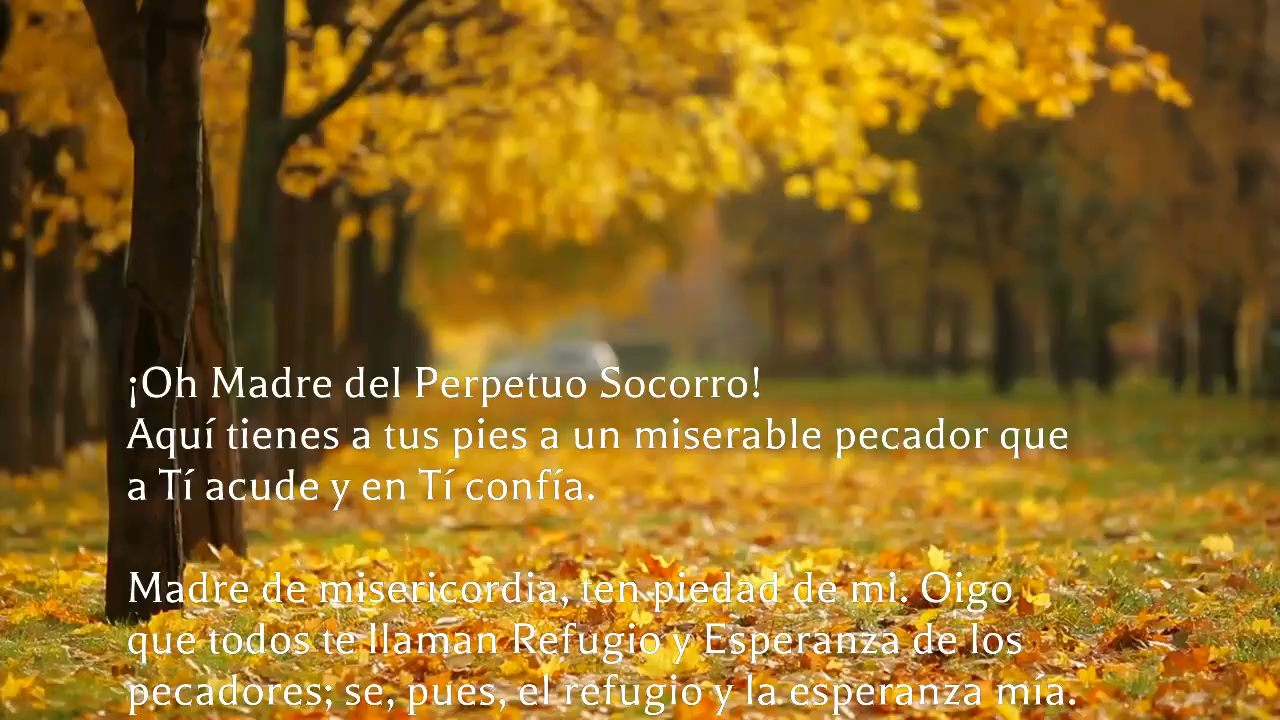 ¡Oh Madre del Perpetuo Socorro!
Aquí tienes a tus pies a un miserable pecador que
a Tí acude y en Tí confía.
Madre de misericordia, ten piedad de mi. Oigo
que todos te llaman Refugio y Esperanza de los
pecadores; se, pues, el refugio y la esperanza mía.